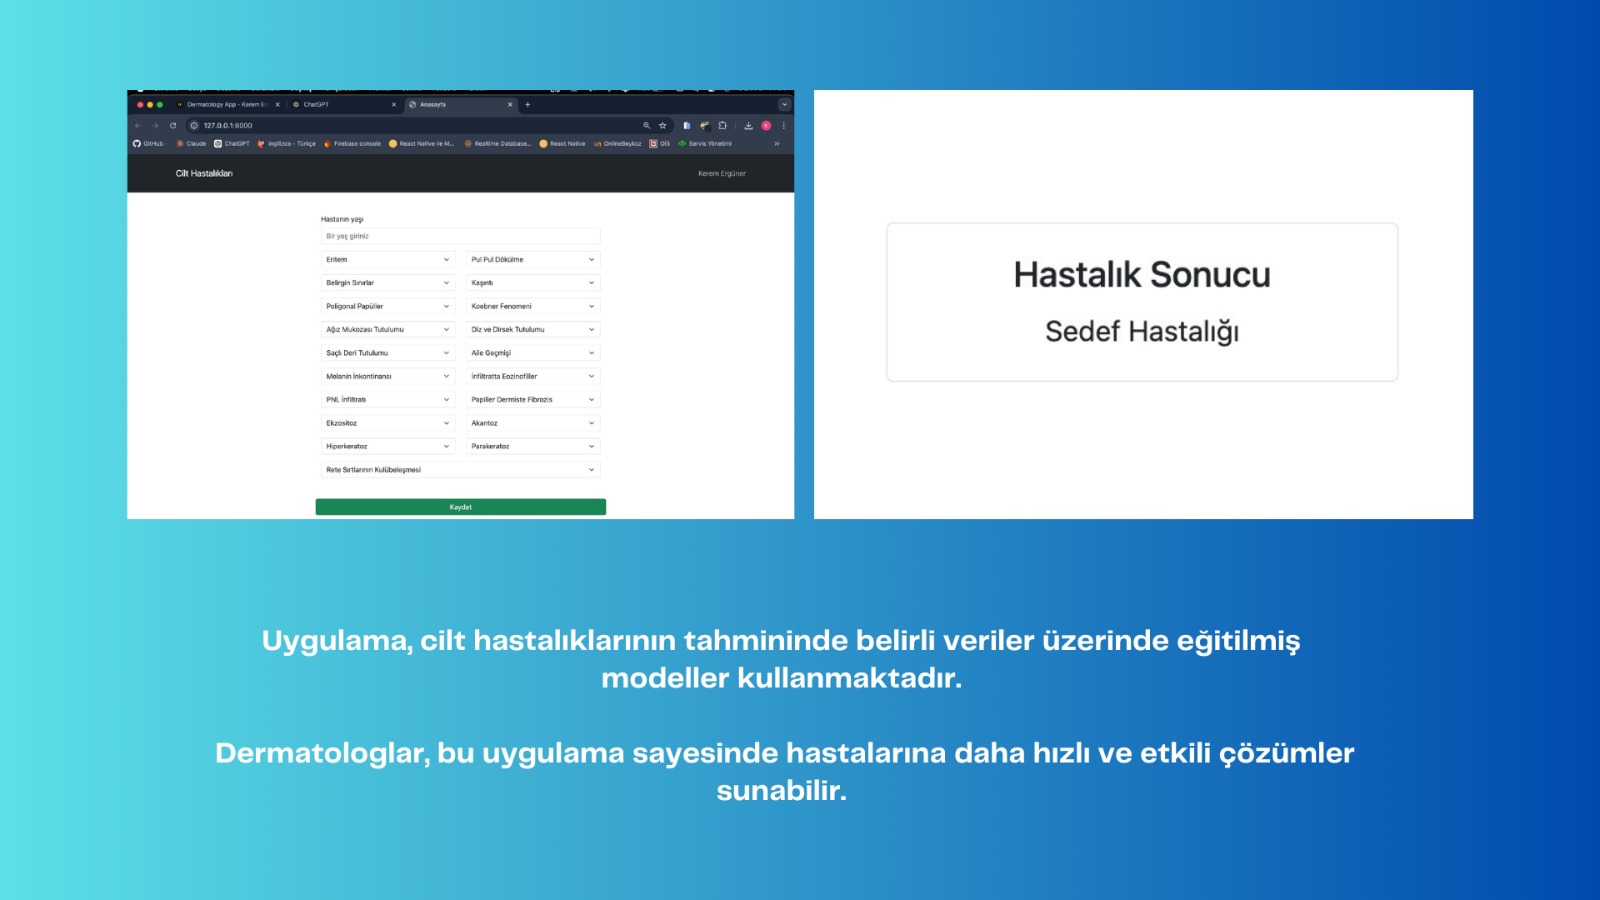 Dermatology App - Kerem Er
ChatGPT
Anasayfa
127.0.0.1:8000
GitHub
Claude
ChatGPT
İngilizce - Türkçe
Firebase console
React Native ile M...
Realtime Database...
React Native
OnlineBeykoz
DİS
Servis Yönetimi
Cilt Hastalıkları
Kerem Ergüner
Hastanın yaşı
Bir yaş giriniz
Eritem
Pul Pul Dökülme
Belirgin Sınırlar
Kaşıntı
Poligonal Papüller
Koebner Fenomeni
Ağız Mukozası Tutulumu
Diz ve Dirsek Tutulumu
Saçlı Deri Tutulumu
Aile Geçmişi
Melanin İnkontinansı
İnfiltratta Eozinofiller
PNL İnfiltratı
Papiller Dermiste Fibrozis
Ekzositoz
Akantoz
Hiperkeratoz
Parakeratoz
Rete Sırtlarının Kulübeleşmesi
Kaydet
Hastalık Sonucu
Sedef Hastalığı
Uygulama, cilt hastalıklarının tahmininde belirli veriler üzerinde eğitilmiş
modeller kullanmaktadır.
Dermatologlar, bu uygulama sayesinde hastalarına daha hızlı ve etkili çözümler
sunabilir.